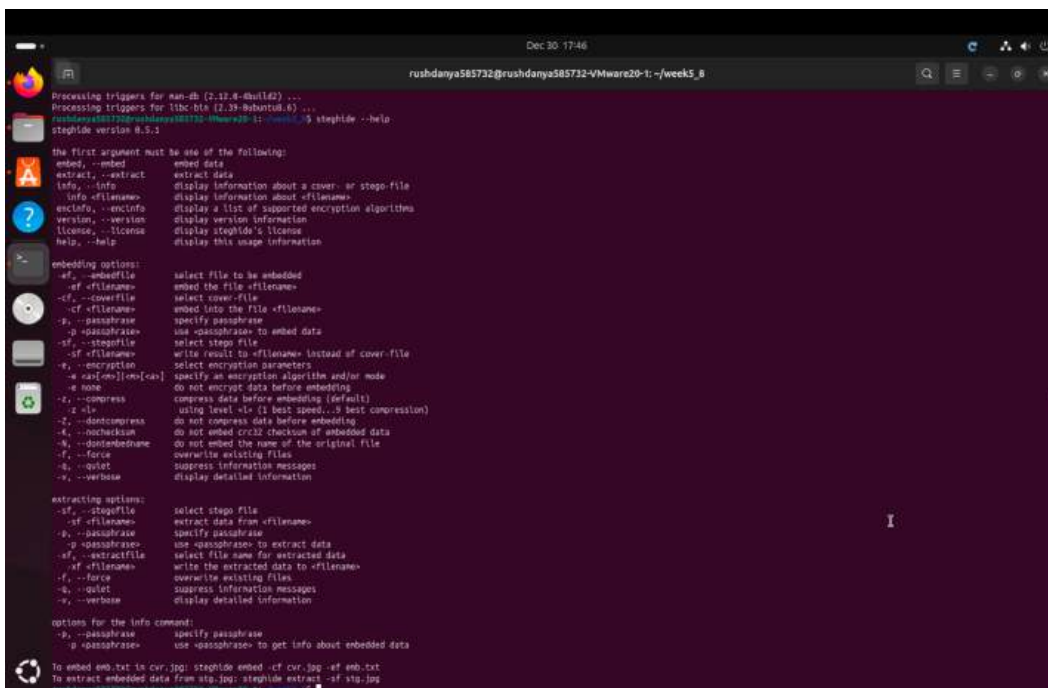 Dec 30 17:46
rushdanya585732@rushdanya585732-VMware20-1: ~/week5_8
Processing triggers for man-db (2.12.0-4build2) ...
Processing triggers for libc-bin (2.39-0ubuntu8.6) ...
rushdanya585732@rushdanya585732-VMware20-1:~/week5_8$ steghide --help
steghide version 0.5.1
the first argument must be one of the following:
embed, --embed embed data
extract, --extract extract data
info, --info display information about a cover- or stego-file
info <filename> display information about <filename>
encinfo, --encinfo display a list of supported encryption algorithms
version, --version display version information
license, --license display steghide's license
help, --help display this usage information
embedding options:
-ef, --embedfile select file to be embedded
-ef <filename> embed the file <filename>
-cf, --coverfile select cover-file
-cf <filename> embed into the file <filename>
-p, --passphrase specify passphrase
-p <passphrase> use <passphrase> to embed data
-sf, --stegofile select stego file
-sf <filename> write result to <filename> instead of cover-file
-e, --encryption select encryption parameters
-e <a>[<m>]|<m>[<a>] specify an encryption algorithm and/or mode
-e none do not encrypt data before embedding
-z, --compress compress data before embedding (default)
-z <l> using level <l> (1 best speed...9 best compression)
-Z, --dontcompress do not compress data before embedding
-K, --nochecksum do not embed crc32 checksum of embedded data
-N, --dontembedname do not embed the name of the original file
-f, --force overwrite existing files
-q, --quiet suppress information messages
-v, --verbose display detailed information
extracting options:
-sf, --stegofile select stego file
-sf <filename> extract data from <filename>
-p, --passphrase specify passphrase
-p <passphrase> use <passphrase> to extract data
-xf, --extractfile select file name for extracted data
-xf <filename> write the extracted data to <filename>
-f, --force overwrite existing files
-q, --quiet suppress information messages
-v, --verbose display detailed information
options for the info command:
-p, --passphrase specify passphrase
-p <passphrase> use <passphrase> to get info about embedded data
To embed emb.txt in cvr.jpg: steghide embed -cf cvr.jpg -ef emb.txt
To extract embedded data from stg.jpg: steghide extract -sf stg.jpg